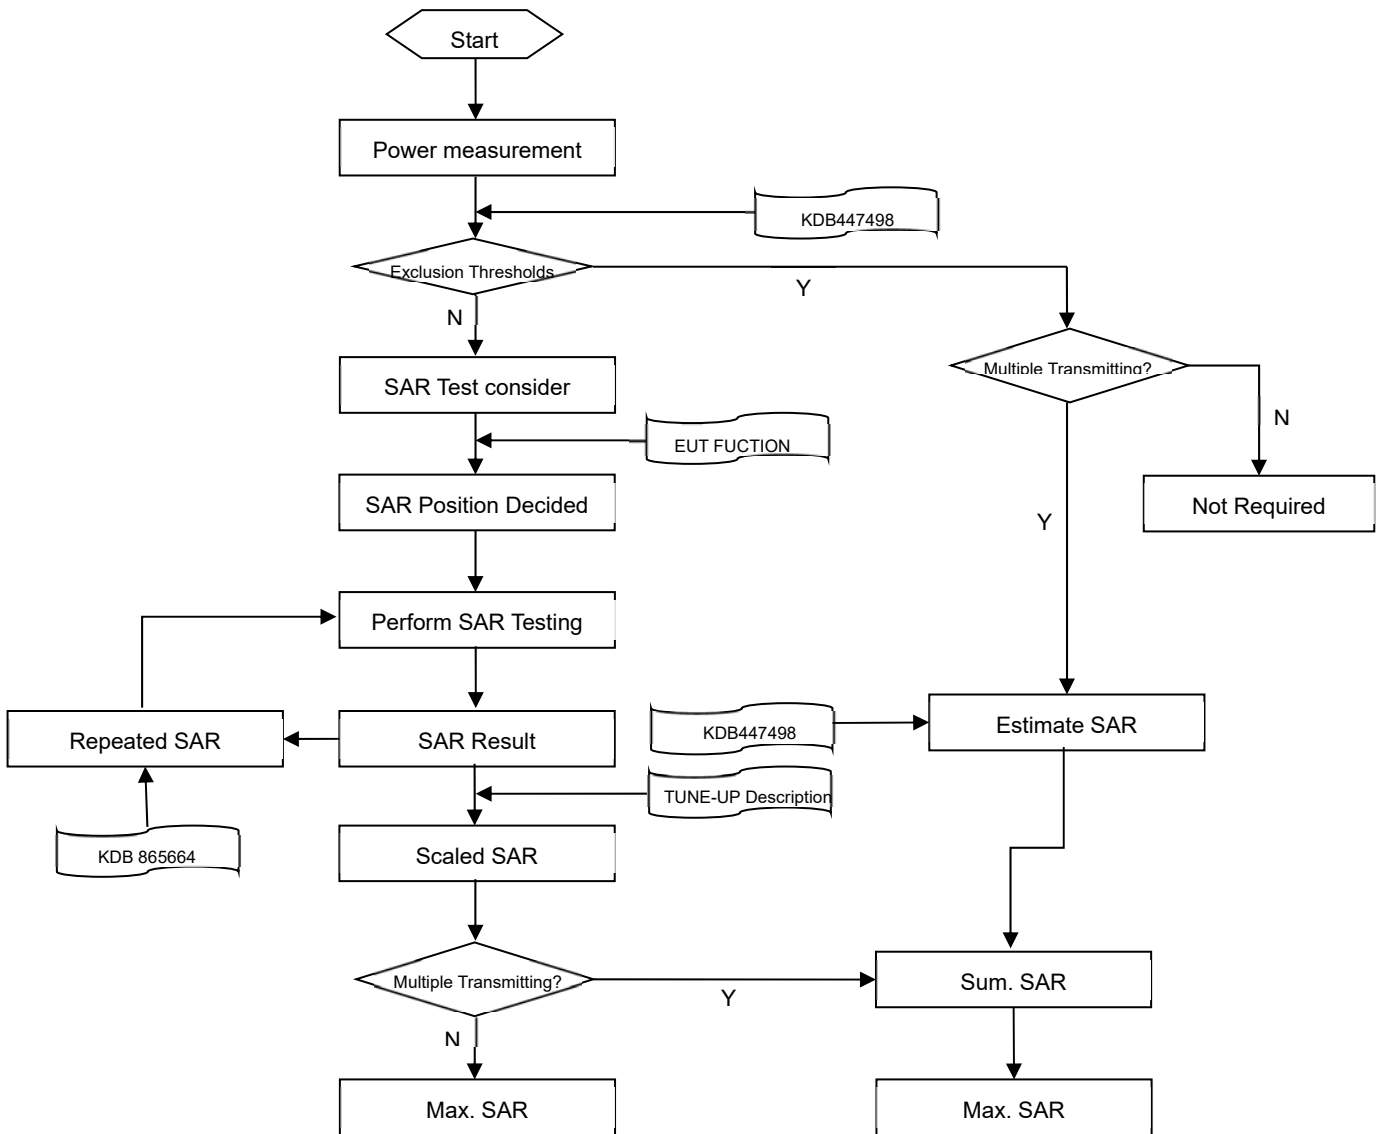 Start
Power measurement
KDB447498
Exclusion Thresholds
Y
N
Multiple Transmitting?
SAR Test consider
N
EUT FUCTION
SAR Position Decided
Not Required
Y
Perform SAR Testing
Repeated SAR
SAR Result
KDB447498
Estimate SAR
TUNE-UP Description
KDB 865664
Scaled SAR
Multiple Transmitting?
Y
Sum. SAR
N
Max. SAR
Max. SAR